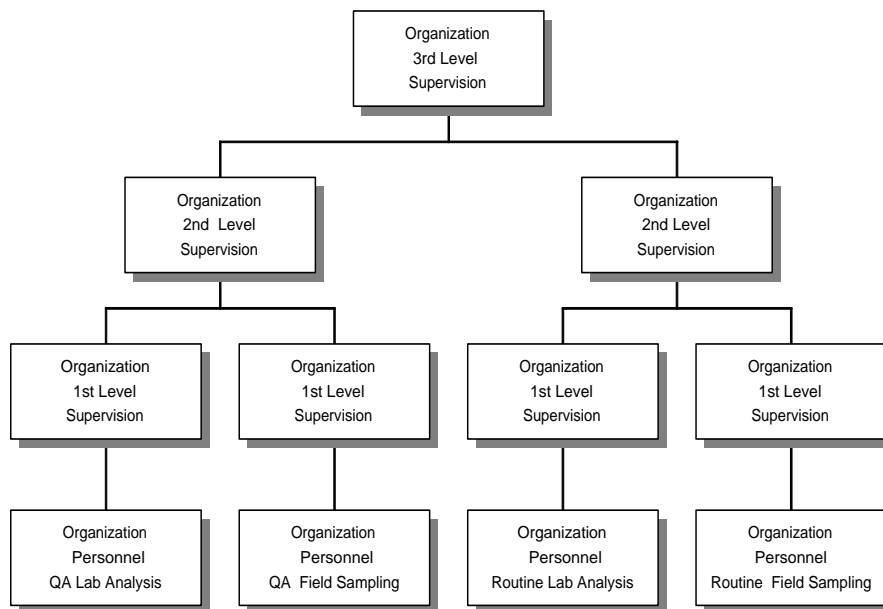 Organization
3rd Level
Supervision
Organization
2nd Level
Supervision
Organization
2nd Level
Supervision
Organization
1st Level
Supervision
Organization
1st Level
Supervision
Organization
1st Level
Supervision
Organization
1st Level
Supervision
Organization
Personnel
QA Lab Analysis
Organization
Personnel
QA Field Sampling
Organization
Personnel
Routine Lab Analysis
Organization
Personnel
Routine Field Sampling